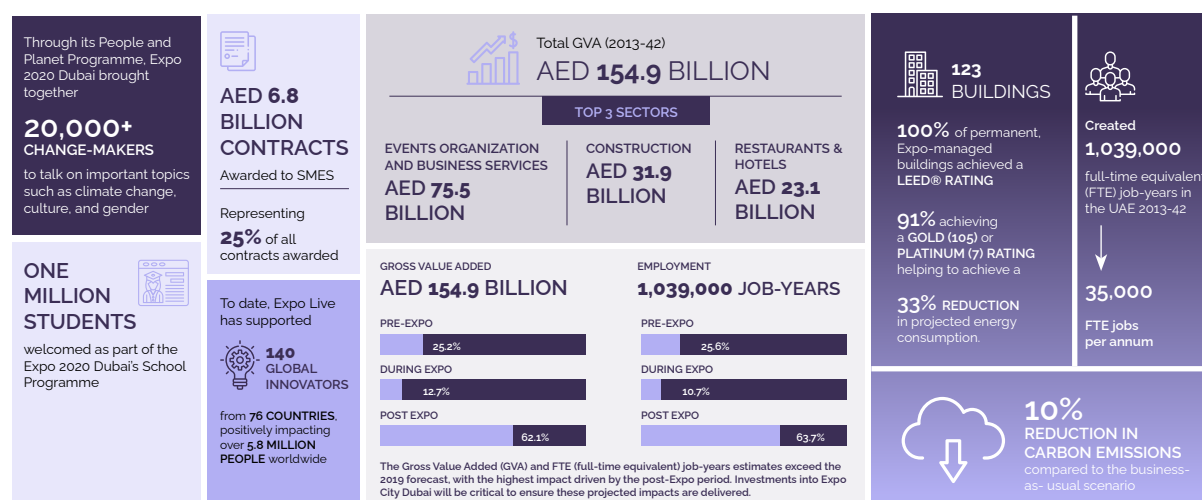 Through its People and
Planet Programme, Expo
2020 Dubai brought
together
20,000+
CHANGE-MAKERS
to talk on important topics
such as climate change,
culture, and gender
ONE
MILLION
STUDENTS
welcomed as part of the
Expo 2020 Dubai's School
Programme
AED 6.8
BILLION
CONTRACTS
Awarded to SMES
Representing
25% of all
contracts awarded
To date, Expo Live
has supported
140
GLOBAL
INNOVATORS
from 76 COUNTRIES,
positively impacting
over 5.8 MILLION
PEOPLE worldwide
Total GVA (2013-42)
AED 154.9 BILLION
TOP 3 SECTORS
EVENTS ORGANIZATION
AND BUSINESS SERVICES
AED 75.5
BILLION
CONSTRUCTION
AED 31.9
BILLION
RESTAURANTS &
HOTELS
AED 23.1
BILLION
GROSS VALUE ADDED
AED 154.9 BILLION
PRE-EXPO
25.2%
DURING EXPO
12.7%
POST EXPO
62.1%
EMPLOYMENT
1,039,000 JOB-YEARS
PRE-EXPO
25.6%
DURING EXPO
10.7%
POST EXPO
63.7%
The Gross Value Added (GVA) and FTE (full-time equivalent) job-years estimates exceed the
2019 forecast, with the highest impact driven by the post-Expo period. Investments into Expo
City Dubai will be critical to ensure these projected impacts are delivered.
123
BUILDINGS
100% of permanent,
Expo-managed
buildings achieved a
LEED® RATING
91% achieving
a GOLD (105) or
PLATINUM (7) RATING
helping to achieve a
33% REDUCTION
in projected energy
consumption.
Created
1,039,000
full-time equivalent
(FTE) job-years in
the UAE 2013-42
35,000
FTE jobs
per annum
10%
REDUCTION IN
CARBON EMISSIONS
compared to the business-
as- usual scenario